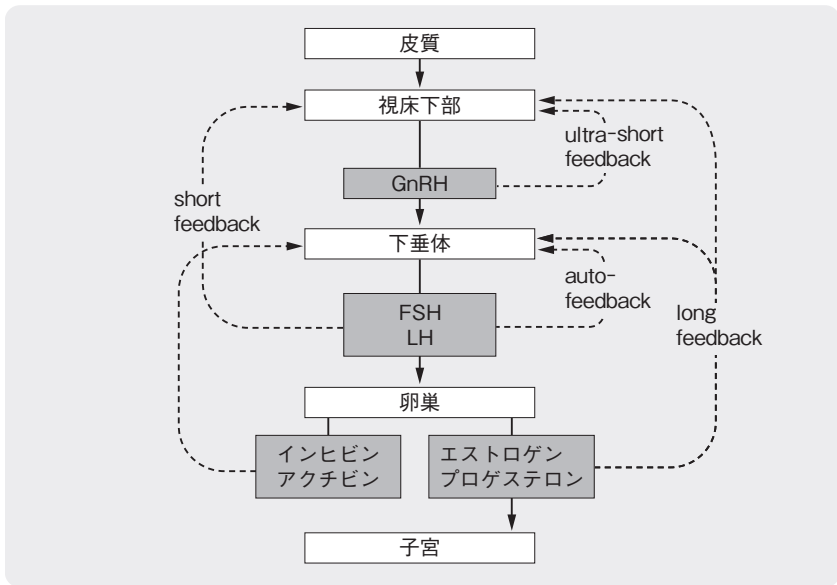 皮質
視床下部
ultra-short
feedback
GnRH
short
feedback
下垂体
auto-
feedback
FSH
LH
long
feedback
卵巣
インヒビン
アクチビン
エストロゲン
プロゲステロン
子宮